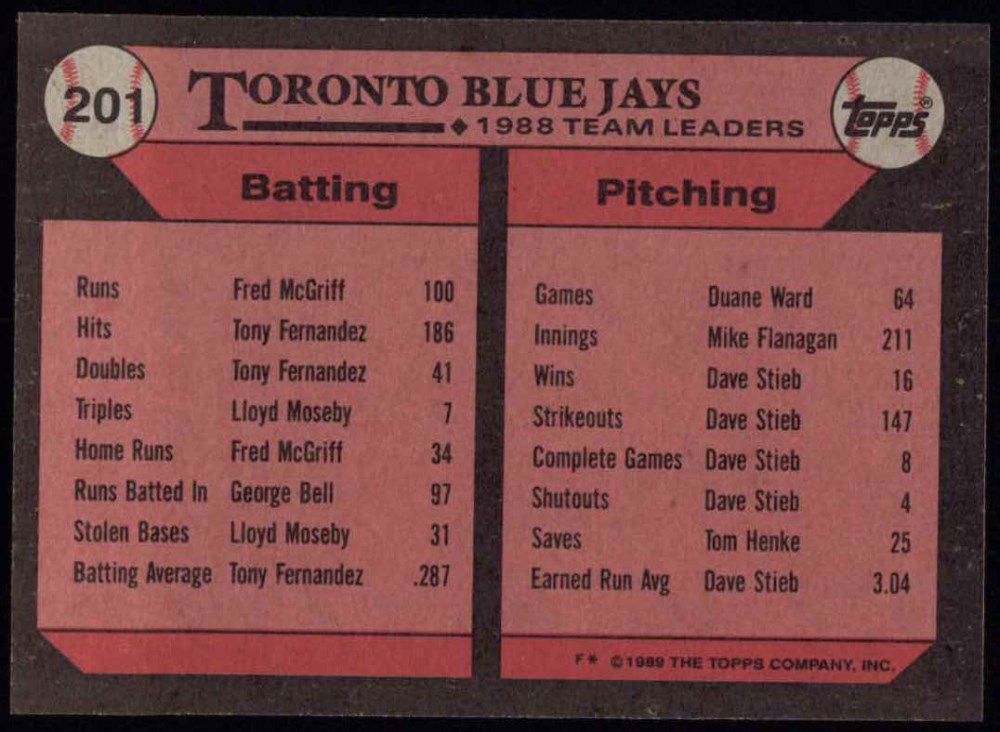 201
TORONTO BLUE JAYS
1988 TEAM LEADERS
topps®
Batting
Runs Fred McGriff 100
Hits Tony Fernandez 186
Doubles Tony Fernandez 41
Triples Lloyd Moseby 7
Home Runs Fred McGriff 34
Runs Batted In George Bell 97
Stolen Bases Lloyd Moseby 31
Batting Average Tony Fernandez .287
Pitching
Games Duane Ward 64
Innings Mike Flanagan 211
Wins Dave Stieb 16
Strikeouts Dave Stieb 147
Complete Games Dave Stieb 8
Shutouts Dave Stieb 4
Saves Tom Henke 25
Earned Run Avg Dave Stieb 3.04
F* ©1989 THE TOPPS COMPANY, INC.